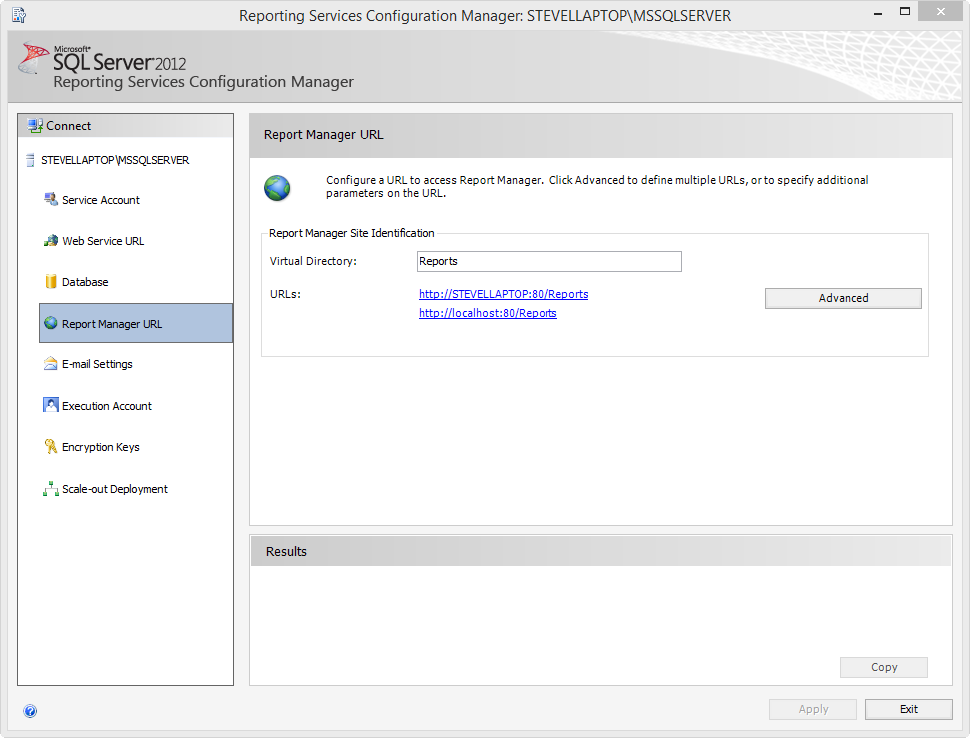 Reporting Services Configuration Manager: STEVELLAPTOP\MSSQLSERVER
Microsoft®
SQL Server 2012
Reporting Services Configuration Manager
Connect
STEVELLAPTOP\MSSQLSERVER
Service Account
Web Service URL
Database
Report Manager URL
E-mail Settings
Execution Account
Encryption Keys
Scale-out Deployment
Report Manager URL
Configure a URL to access Report Manager.  Click Advanced to define multiple URLs, or to specify additional
parameters on the URL.
Report Manager Site Identification
Virtual Directory:
Reports
URLs:
http://STEVELLAPTOP:80/Reports
http://localhost:80/Reports
Advanced
Results
Copy
Apply
Exit